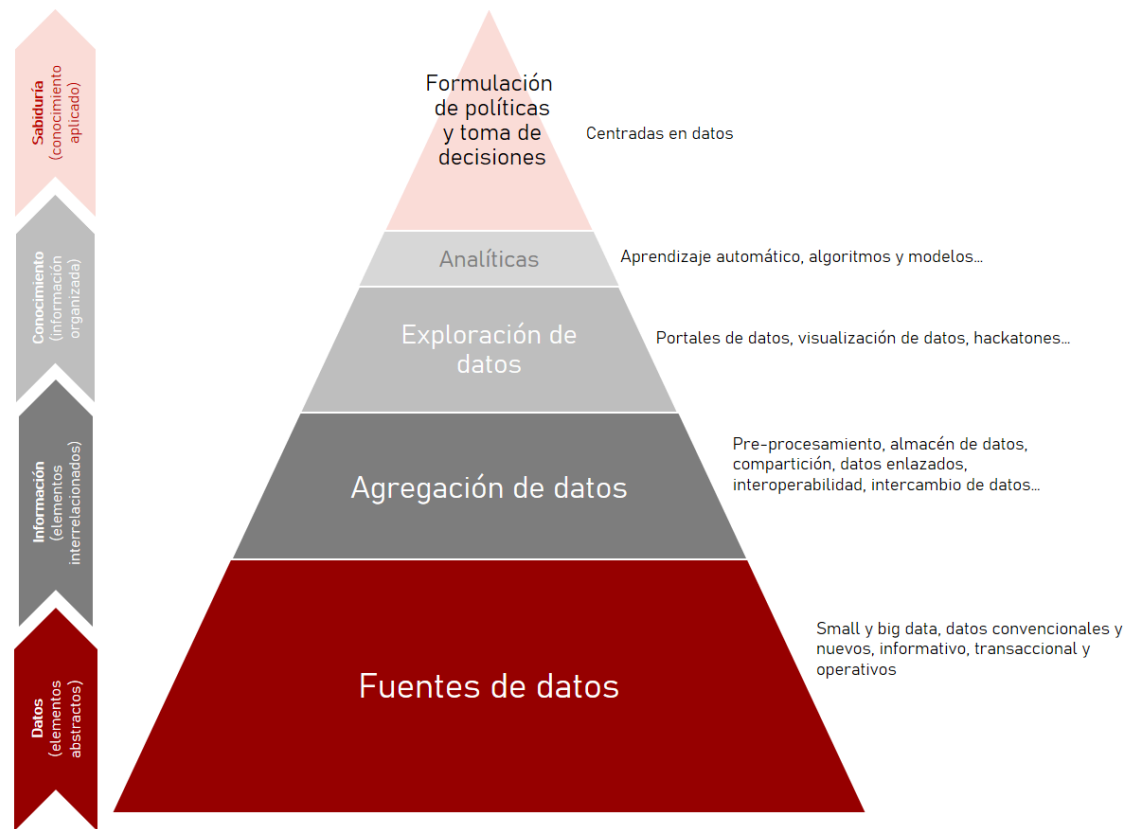 Sabiduría
(conocimiento
aplicado)
Formulación
de políticas
y toma de
decisiones
Centradas en datos
Conocimiento
(información
organizada)
Analíticas
Aprendizaje automático, algoritmos y modelos...
Exploración de
datos
Portales de datos, visualización de datos, hackatones...
Información
(elementos
interrelacionados)
Agregación de datos
Pre-procesamiento, almacén de datos,
compartición, datos enlazados,
interoperabilidad, intercambio de datos...
Datos
(elementos
abstractos)
Fuentes de datos
Small y big data, datos convencionales y
nuevos, informativo, transaccional y
operativos